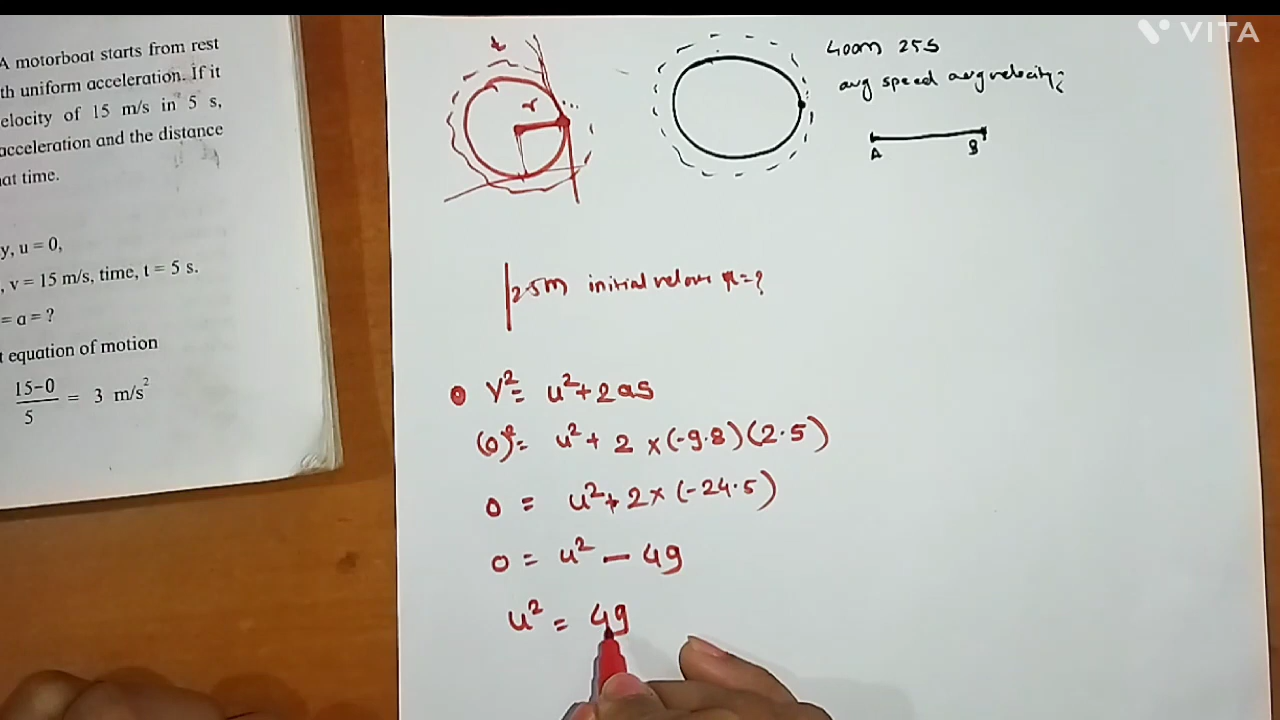 A motorboat starts from rest
th uniform acceleration. If it
elocity of 15 m/s in 5 s,
acceleration and the distance
at time.
y, u = 0,
, v = 15 m/s, time, t = 5 s.
= a = ?
t equation of motion
15-0
5
= 3 m/s²
t
r
400m 25s
avg speed avg velocity?
A B
2.5m initial u=?
V² = u² + 2as
(0)² = u² + 2 × (-9.8)(2.5)
0 = u² + 2 × (-24.5)
0 = u² — 49
u² = 49
VITA